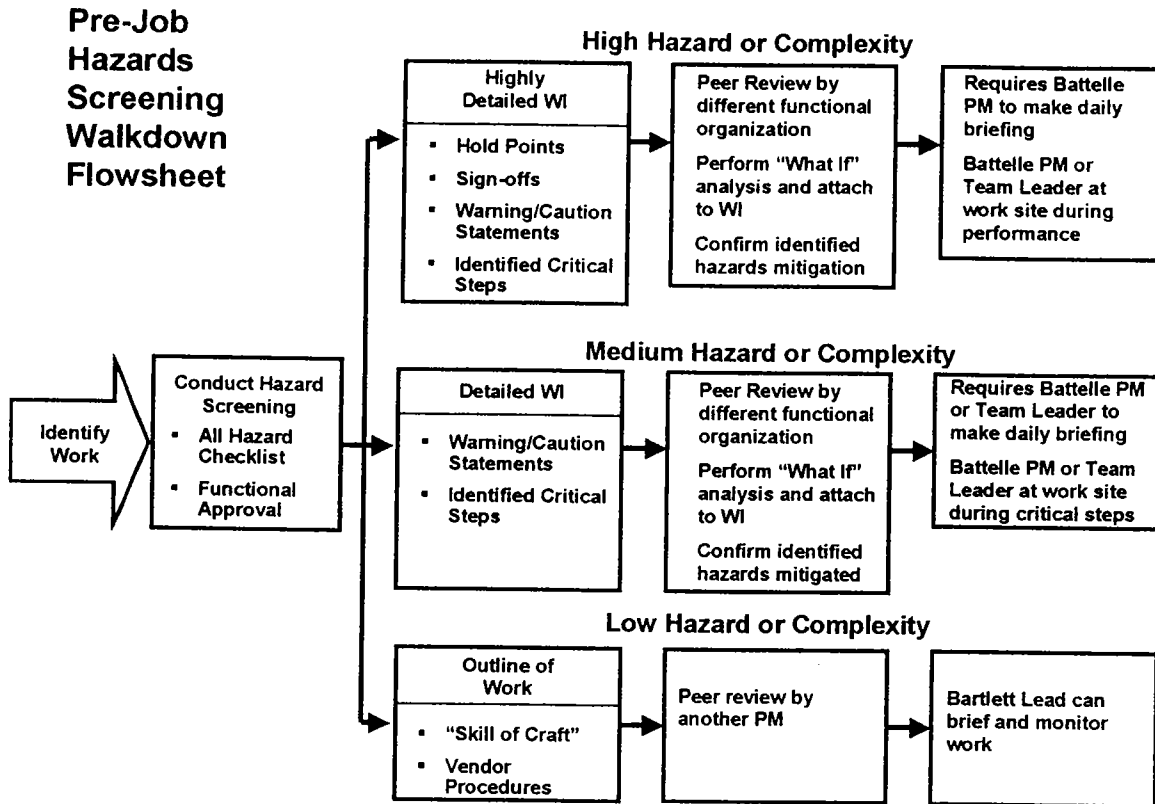 Pre-Job
Hazards
Screening
Walkdown
Flowsheet
High Hazard or Complexity
Highly
Detailed WI
▪ Hold Points
▪ Sign-offs
▪ Warning/Caution
Statements
▪ Identified Critical
Steps
Peer Review by
different functional
organization
Perform “What If”
analysis and attach
to WI
Confirm identified
hazards mitigation
Requires Battelle
PM to make daily
briefing
Battelle PM or
Team Leader at
work site during
performance
Identify
Work
Conduct Hazard
Screening
▪ All Hazard
Checklist
▪ Functional
Approval
Medium Hazard or Complexity
Detailed WI
▪ Warning/Caution
Statements
▪ Identified Critical
Steps
Peer Review by
different functional
organization
Perform “What If”
analysis and attach
to WI
Confirm identified
hazards mitigated
Requires Battelle PM
or Team Leader to
make daily briefing
Battelle PM or Team
Leader at work site
during critical steps
Low Hazard or Complexity
Outline of
Work
▪ “Skill of Craft”
▪ Vendor
Procedures
Peer review by
another PM
Bartlett Lead can
brief and monitor
work